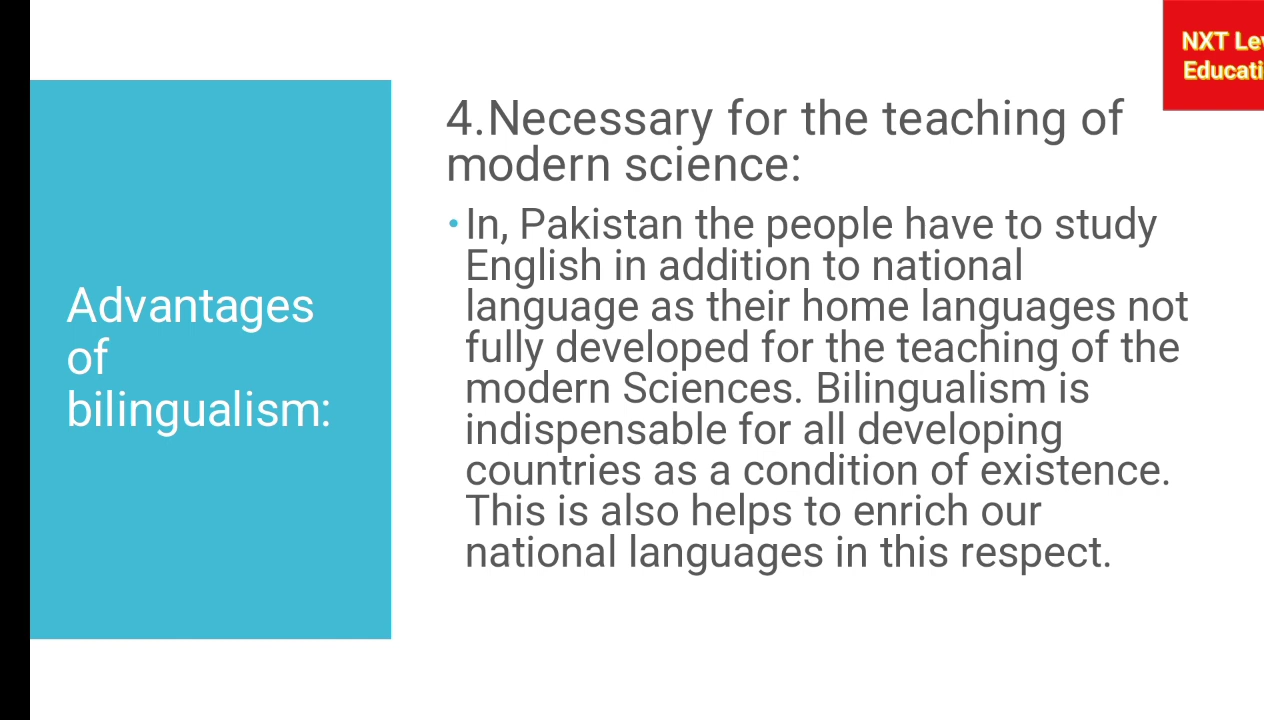 NXT Lev
Educati
Advantages
of
bilingualism:
4.Necessary for the teaching of
modern science:
• In, Pakistan the people have to study
English in addition to national
language as their home languages not
fully developed for the teaching of the
modern Sciences. Bilingualism is
indispensable for all developing
countries as a condition of existence.
This is also helps to enrich our
national languages in this respect.